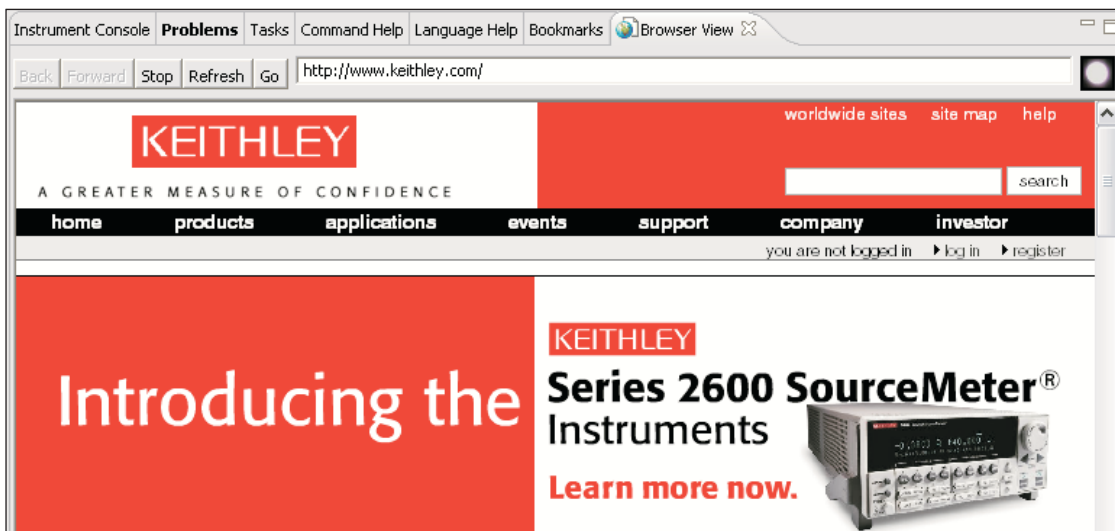 Instrument Console Problems Tasks Command Help Language Help Bookmarks Browser View
Back Forward Stop Refresh Go http://www.keithley.com/
worldwide sites site map help
KEITHLEY
A GREATER MEASURE OF CONFIDENCE
search
home products applications events support company investor
you are not logged in log in register
Introducing the
KEITHLEY
Series 2600 SourceMeter®
Instruments
Learn more now.